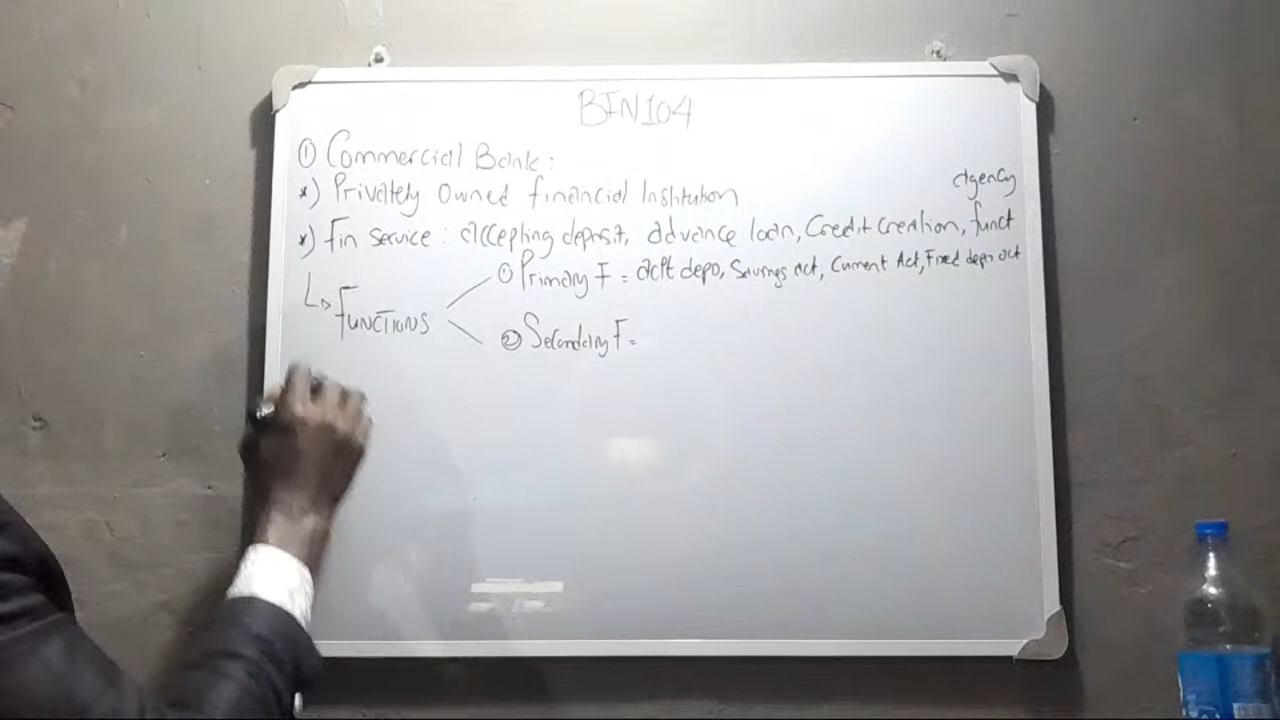 BFN104
① Commercial Bank:
*) Privately Owned financial Institution
Agency
*) Fin service: accepting deposit, advance loan, Credit Creation, funct
① Primary F = acpt depo, Savings act, Current Act, Fixed depo act
↳ FUNCTIONS
② Secondary F =